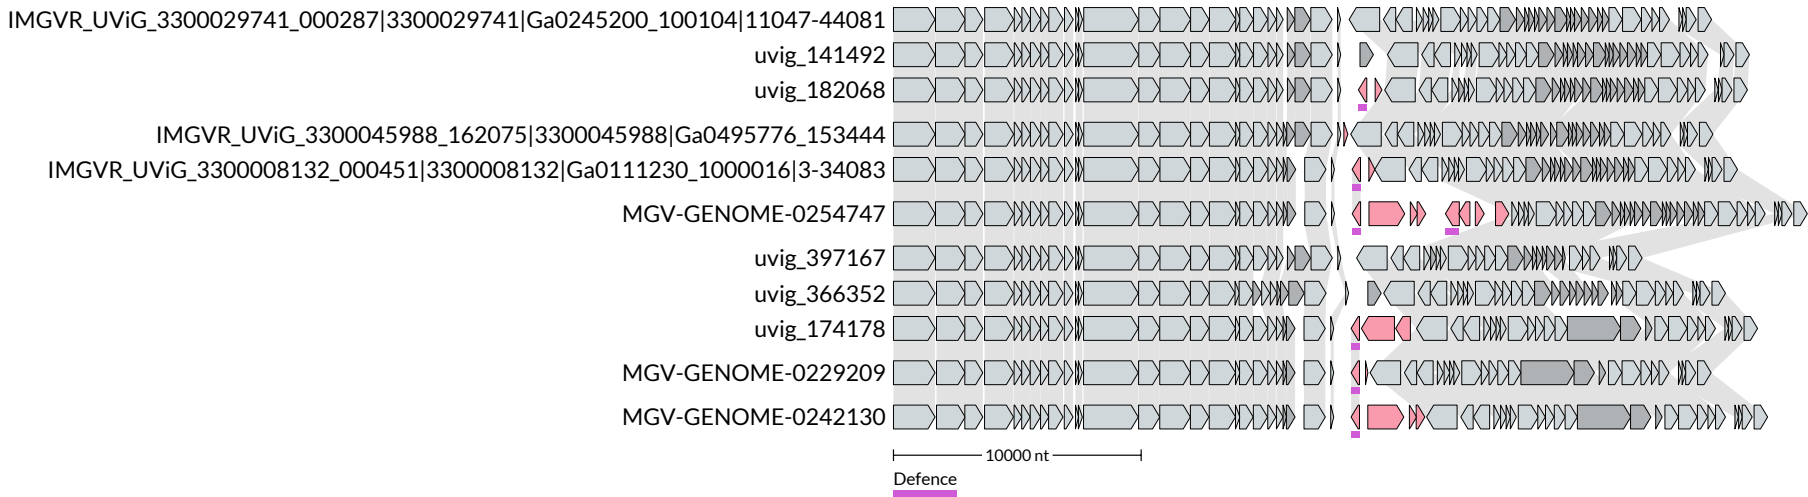 IMGVR_UViG_3300029741_000287|3300029741|Ga0245200_100104|11047-44081
uvig_141492
uvig_182068
IMGVR_UViG_3300045988_162075|3300045988|Ga0495776_153444
IMGVR_UViG_3300008132_000451|3300008132|Ga0111230_1000016|3-34083
MGV-GENOME-0254747
uvig_397167
uvig_366352
uvig_174178
MGV-GENOME-0229209
MGV-GENOME-0242130
10000 nt
Defence